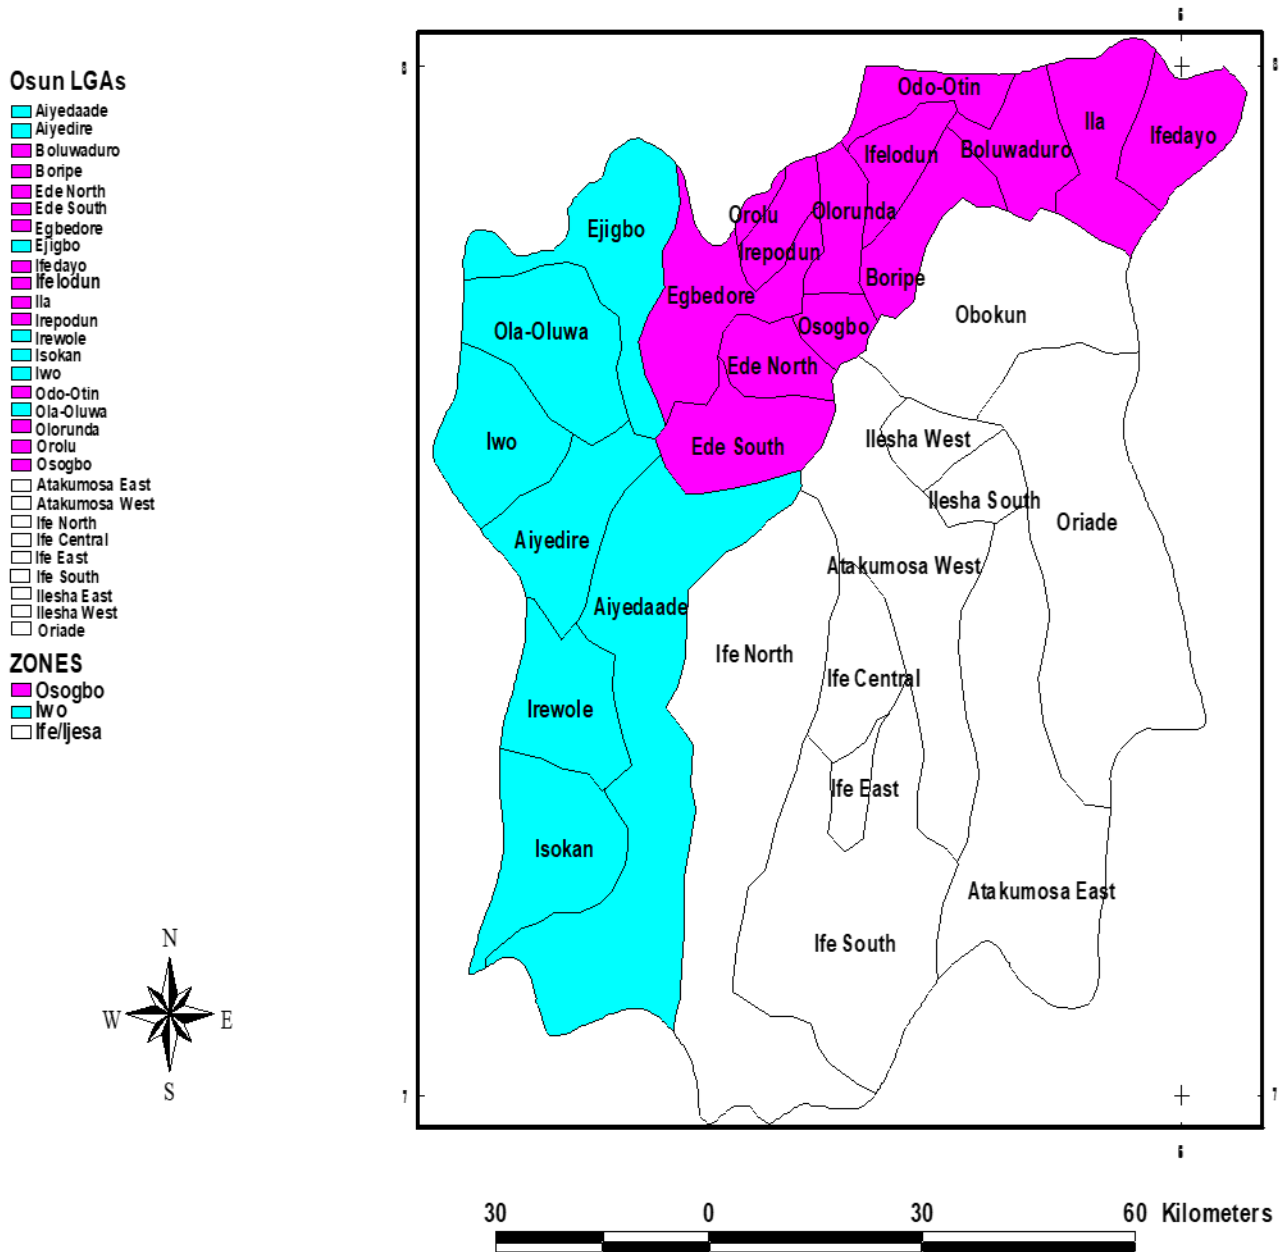 Osun LGAs
Aiyedaade
Aiyedire
Boluwaduro
Boripe
Ede North
Ede South
Egbedore
Ejigbo
Ifedayo
Ifelodun
Ila
Irepodun
Irewole
Isokan
Iwo
Odo-Otin
Ola-Oluwa
Olorunda
Orolu
Osogbo
Atakumosa East
Atakumosa West
Ife North
Ife Central
Ife East
Ife South
Ilesha East
Ilesha West
Oriade
ZONES
Osogbo
Iwo
Ife/Ijesa
N
W E
S
Odo-Otin
Ila
Ifedayo
Ifelodun
Boluwaduro
Orolu
Olorunda
Ejigbo
Irepodun
Boripe
Egbedore
Obokun
Ola-Oluwa
Osogbo
Ede North
Iwo
Ede South
Ilesha West
Ilesha South
Oriade
Aiyedire
Atakumosa West
Aiyedaade
Ife North
Ife Central
Irewole
Ife East
Isokan
Atakumosa East
Ife South
7 7
30 0 30 60 Kilometers